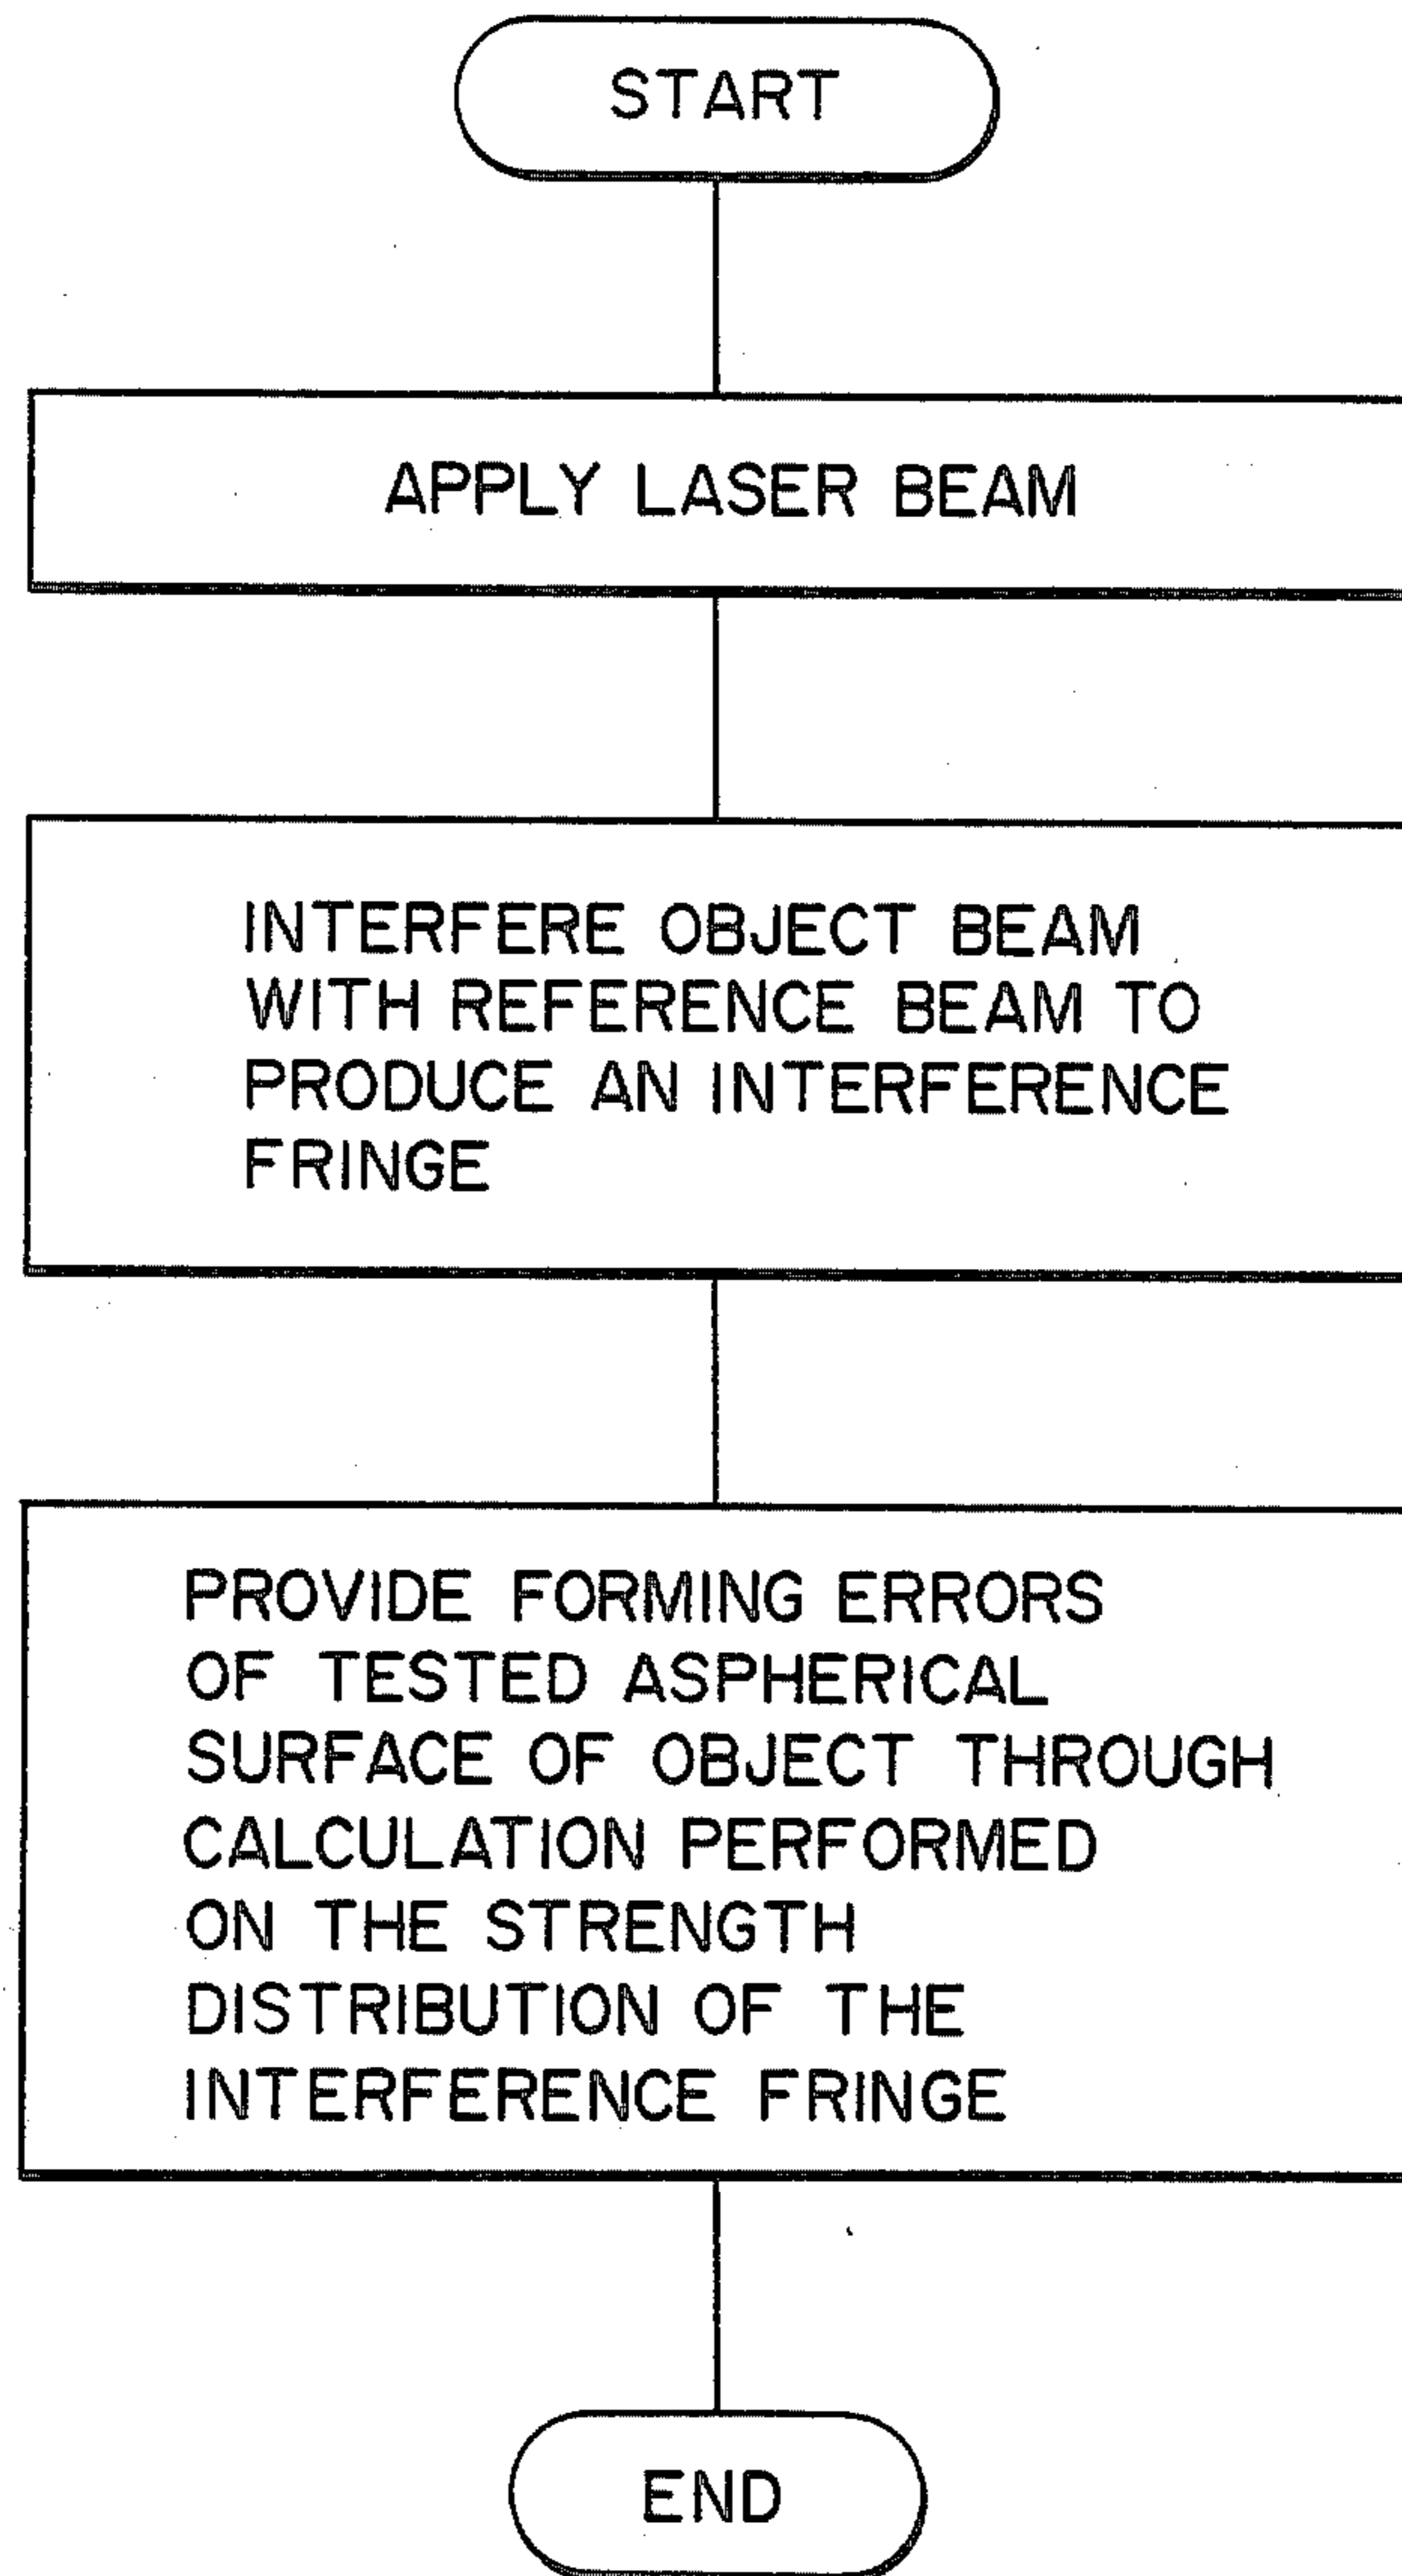 START
APPLY LASER BEAM
INTERFERE OBJECT BEAM
WITH REFERENCE BEAM TO
PRODUCE AN INTERFERENCE
FRINGE
PROVIDE FORMING ERRORS
OF TESTED ASPHERICAL
SURFACE OF OBJECT THROUGH
CALCULATION PERFORMED
ON THE STRENGTH
DISTRIBUTION OF THE
INTERFERENCE FRINGE
END